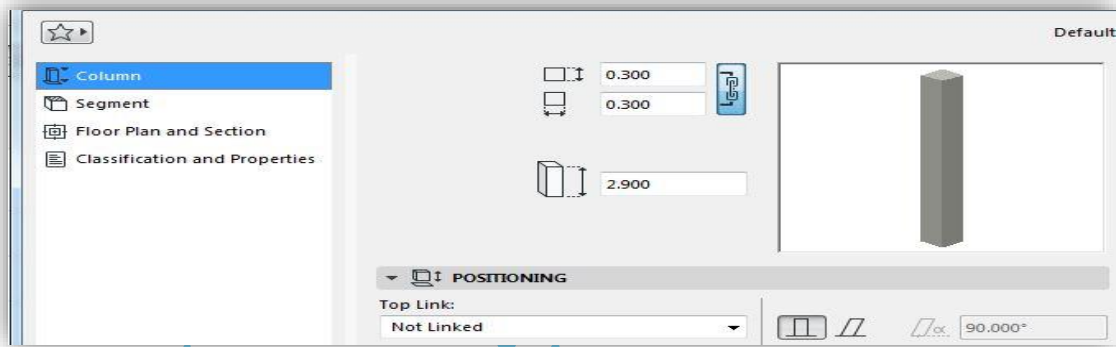 Default
Column
Segment
Floor Plan and Section
Classification and Properties
0.300
0.300
2.900
POSITIONING
Top Link:
Not Linked
α 90.000°